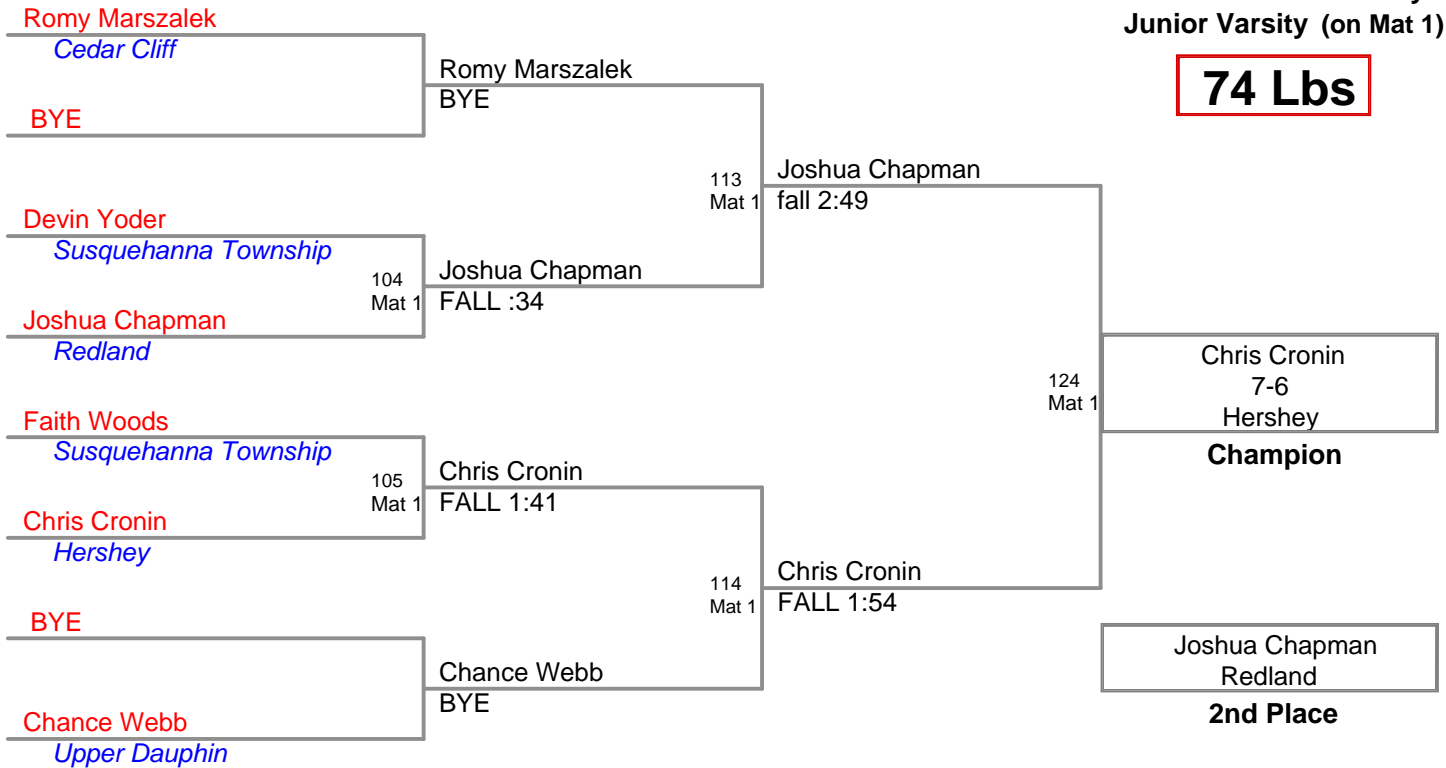 Junior Varsity (on Mat 1)
74 Lbs
Romy Marszalek
Cedar Cliff
BYE
Romy Marszalek
BYE
Devin Yoder
Susquehanna Township
Joshua Chapman
Redland
104
Mat 1
Joshua Chapman
FALL :34
113
Mat 1
Joshua Chapman
fall 2:49
Faith Woods
Susquehanna Township
Chris Cronin
Hershey
105
Mat 1
Chris Cronin
FALL 1:41
BYE
Chance Webb
Upper Dauphin
Chance Webb
BYE
114
Mat 1
Chris Cronin
FALL 1:54
124
Mat 1
Chris Cronin
7-6
Hershey
Champion
Joshua Chapman
Redland
2nd Place